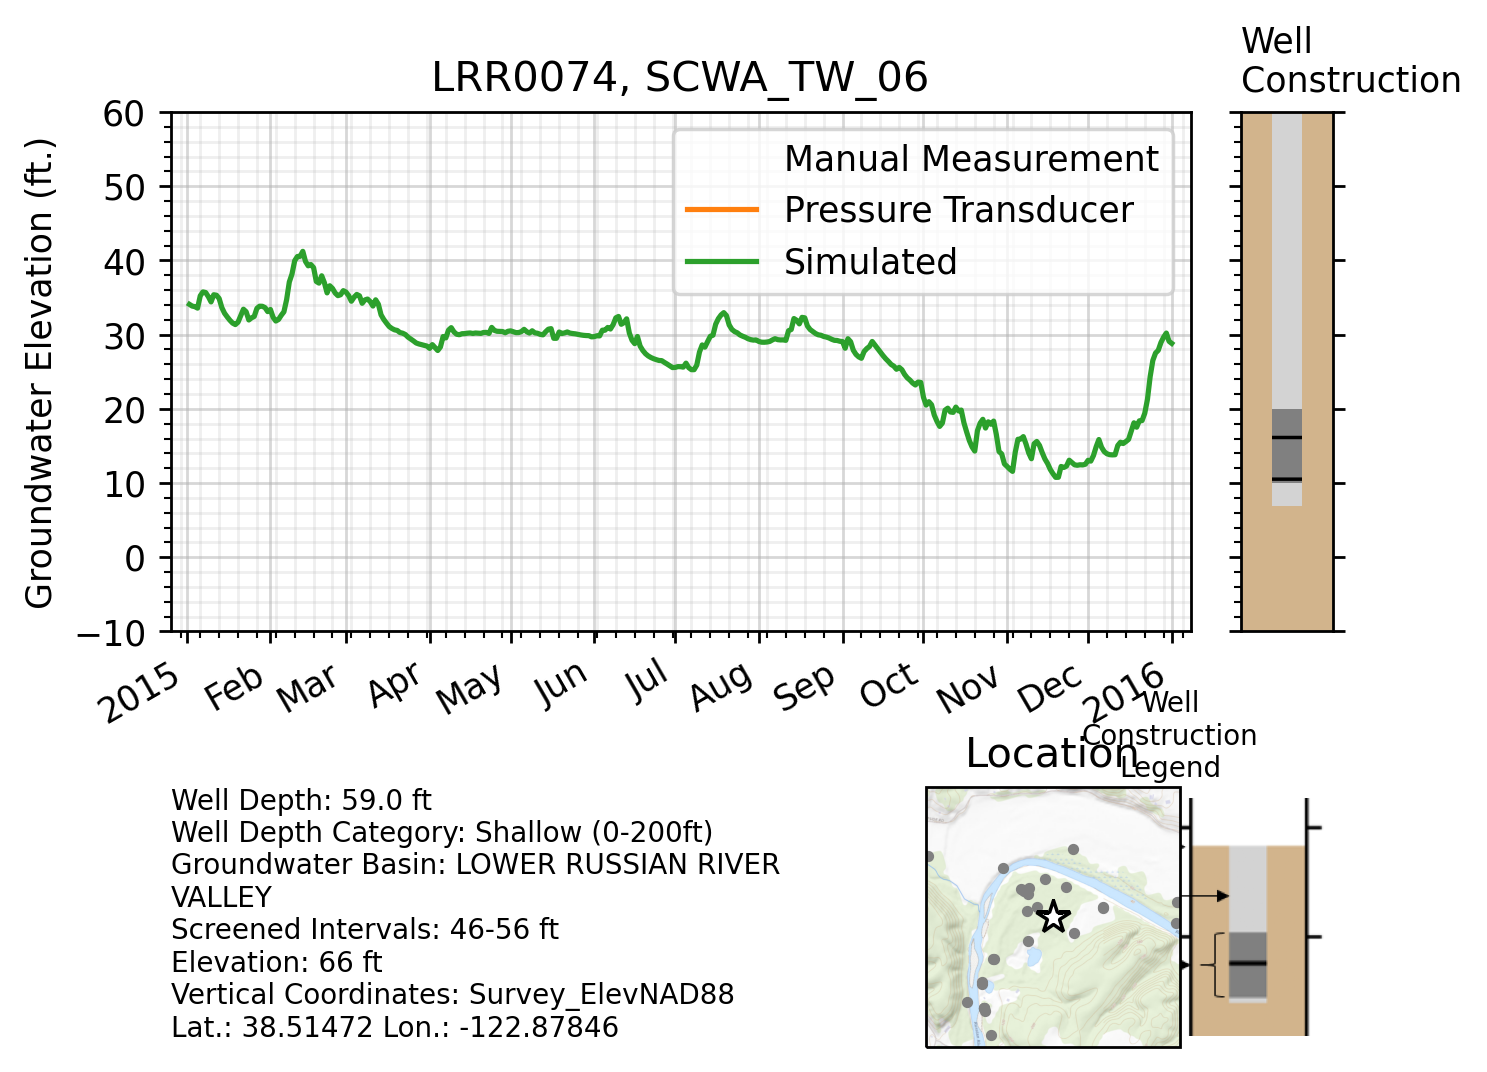 Well
Construction
LRR0074, SCWA_TW_06
Groundwater Elevation (ft.)
60
50
40
30
20
10
0
−10
Manual Measurement
Pressure Transducer
Simulated
2015
Feb
Mar
Apr
May
Jun
Jul
Aug
Sep
Oct
Nov
Dec
2016
Well
Construction
Legend
Location
Well Depth: 59.0 ft
Well Depth Category: Shallow (0-200ft)
Groundwater Basin: LOWER RUSSIAN RIVER
VALLEY
Screened Intervals: 46-56 ft
Elevation: 66 ft
Vertical Coordinates: Survey_ElevNAD88
Lat.: 38.51472 Lon.: -122.87846